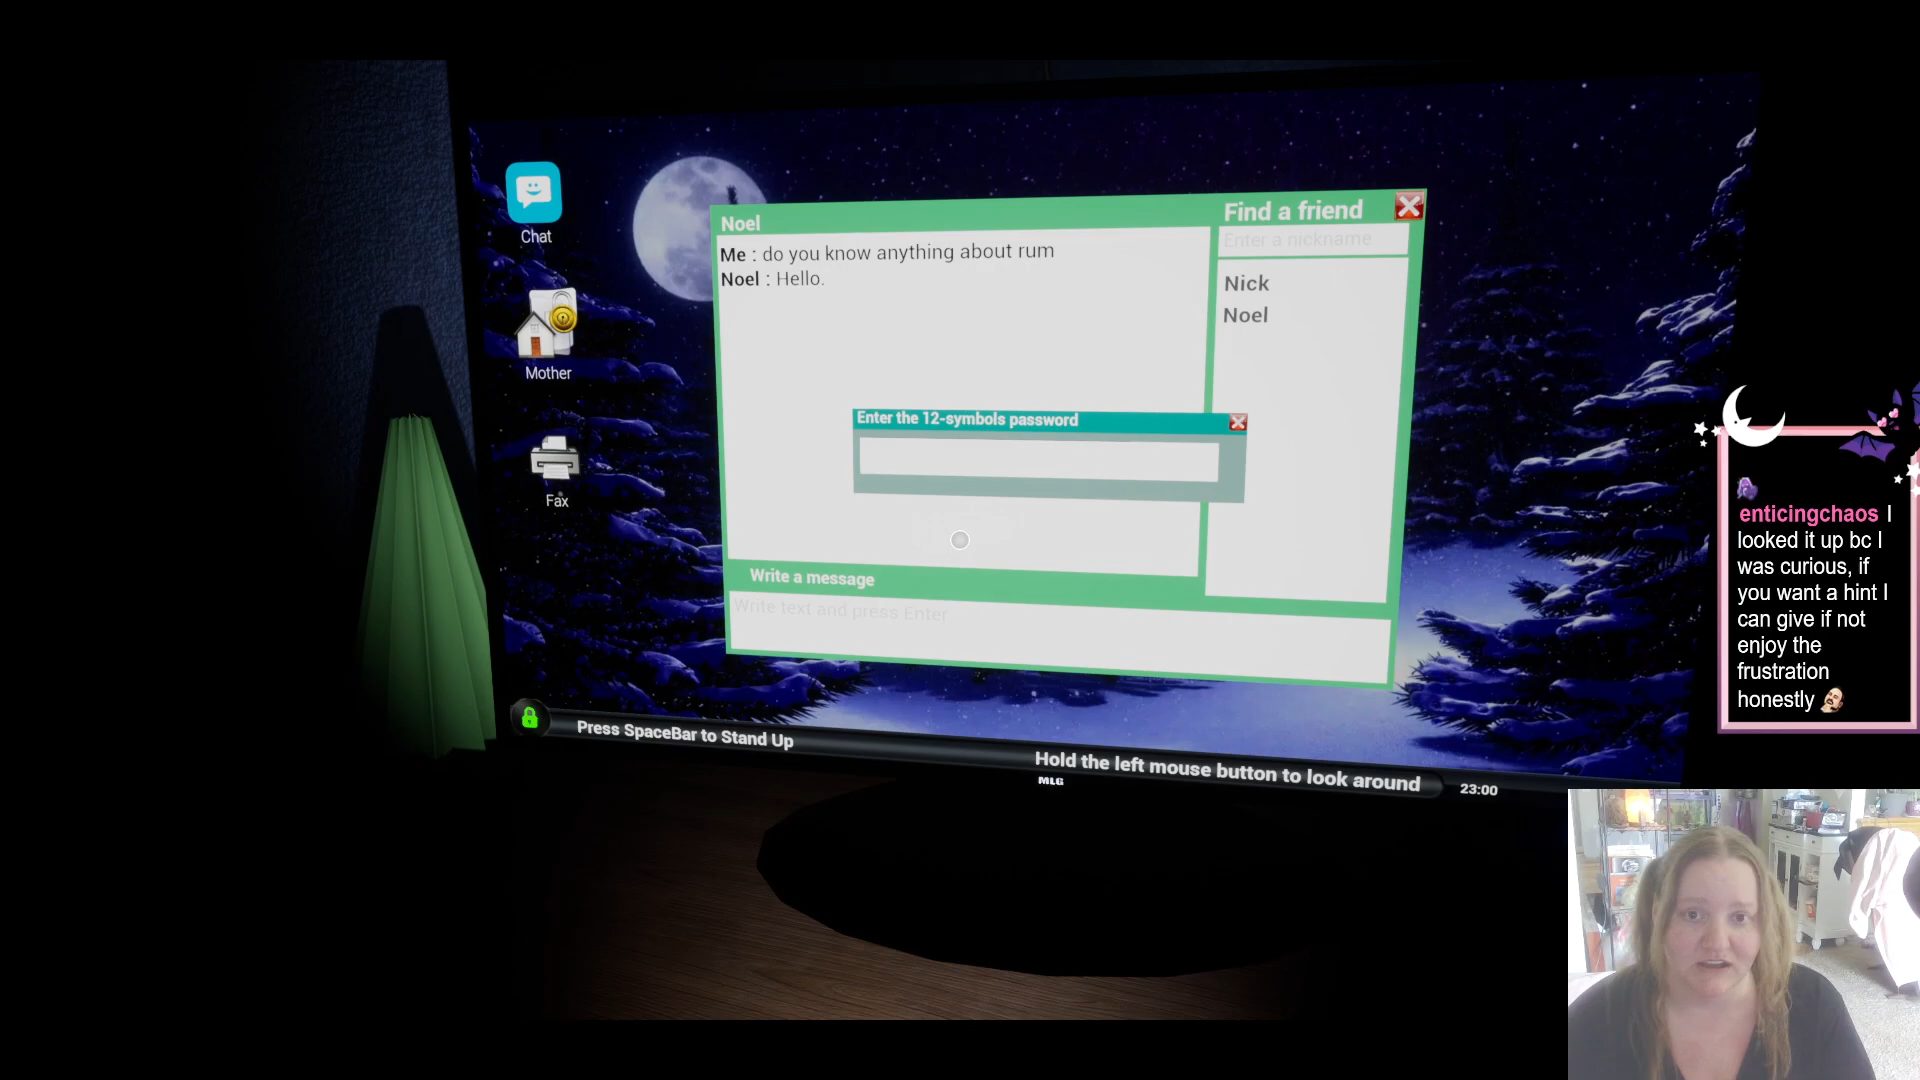 Chat
Mother
Fax
Noel
Me : do you know anything about rum
Noel : Hello.
Find a friend
Enter a nickname
Nick
Noel
Enter the 12-symbols password
Write a message
Write text and press Enter
Press SpaceBar to Stand Up
Hold the left mouse button to look around
23:00
MLG
enticingchaos I
looked it up bc I
was curious, if
you want a hint I
can give if not
enjoy the
frustration
honestly